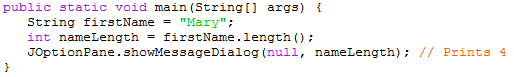 public static void main(String[] args) {
    String firstName = "Mary";
    int nameLength = firstName.length();
    JOptionPane.showMessageDialog(null, nameLength); // Prints 4
}